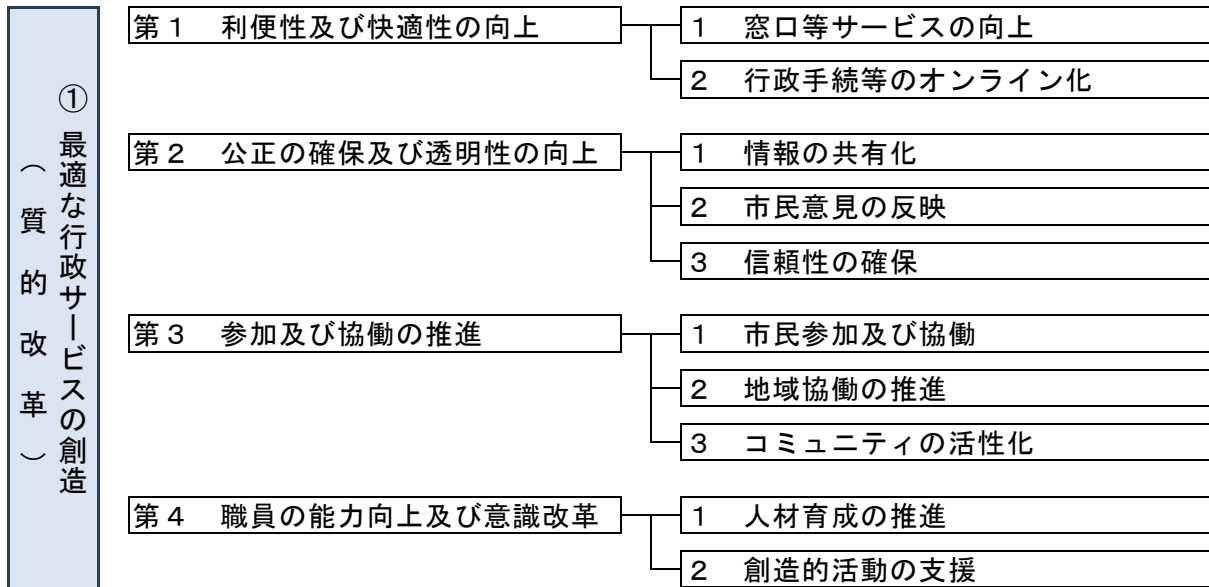 ① 最適な行政サービスの創造
（質的改革）
第１　利便性及び快適性の向上
１　窓口等サービスの向上
２　行政手続等のオンライン化
第２　公正の確保及び透明性の向上
１　情報の共有化
２　市民意見の反映
３　信頼性の確保
第３　参加及び協働の推進
１　市民参加及び協働
２　地域協働の推進
３　コミュニティの活性化
第４　職員の能力向上及び意識改革
１　人材育成の推進
２　創造的活動の支援